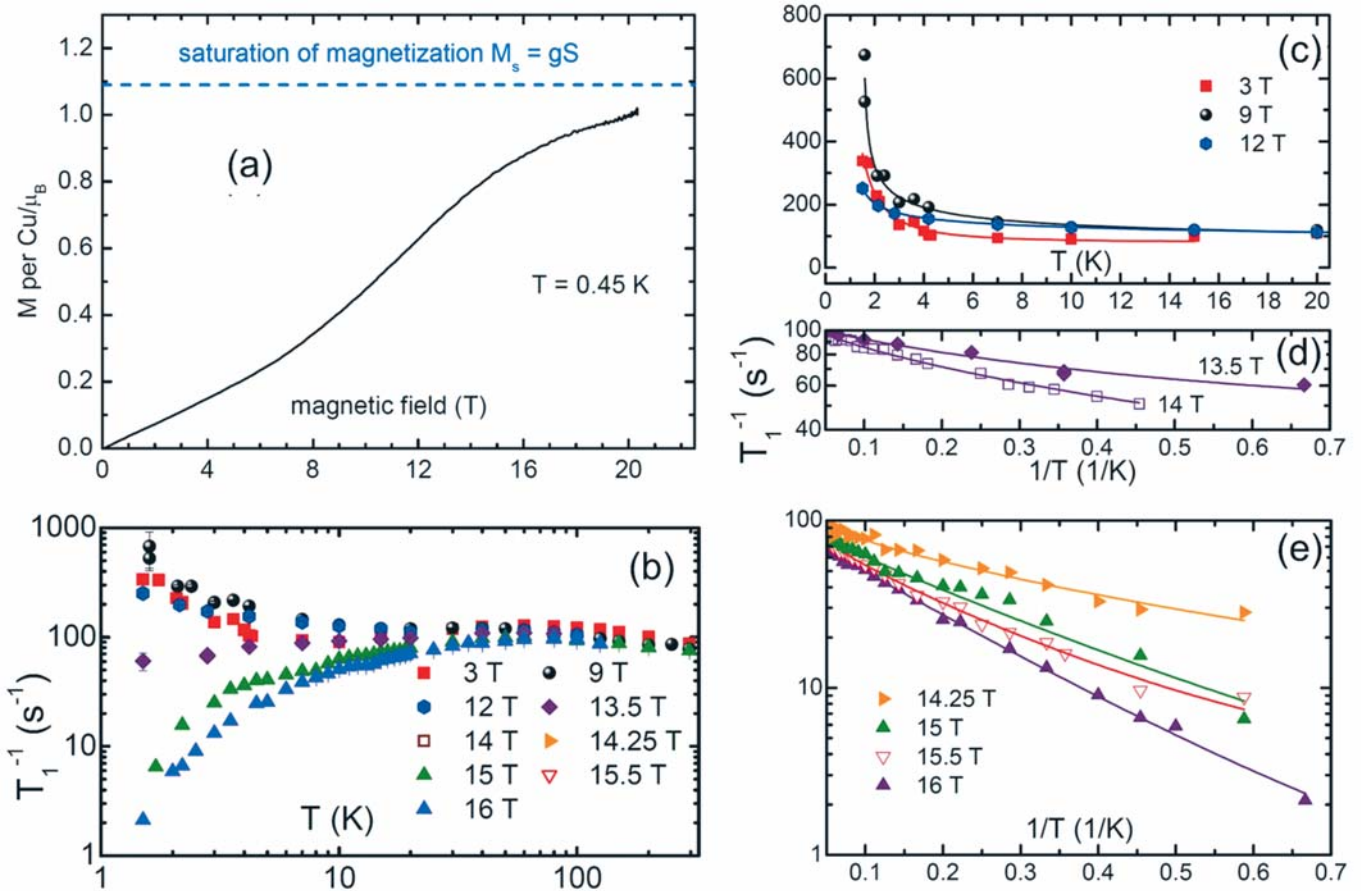 1.2
saturation of magnetization Mₛ = gS
1.0
(a)
0.8
M per Cu/μ_B
0.6
T = 0.45 K
0.4
0.2
magnetic field (T)
0.0
0 4 8 12 16 20
800
(c)
3 T
600
9 T
12 T
400
200
0
T (K)
0 2 4 6 8 10 12 14 16 18 20
100
(d)
80
13.5 T
60
14 T
40
0.1 0.2 0.3 0.4 0.5 0.6 0.7
1/T (1/K)
T₁⁻¹ (s⁻¹)
1000
(b)
100
3 T 9 T
12 T 13.5 T
14 T 14.25 T
10
15 T 15.5 T
16 T
T (K)
1
1 10 100
T₁⁻¹ (s⁻¹)
100
(e)
10
14.25 T
15 T
15.5 T
16 T
1/T (1/K)
1
0.1 0.2 0.3 0.4 0.5 0.6 0.7